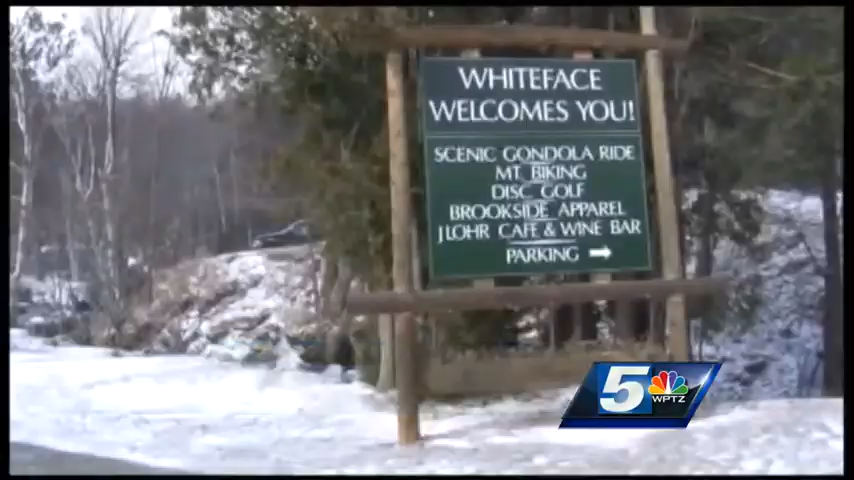 WHITEFACE
WELCOMES YOU!
SCENIC GONDOLA RIDE
MT. BIKING
DISC GOLF
BROOKSIDE APPAREL
J LOHR CAFE & WINE BAR
PARKING →
5 WPTZ